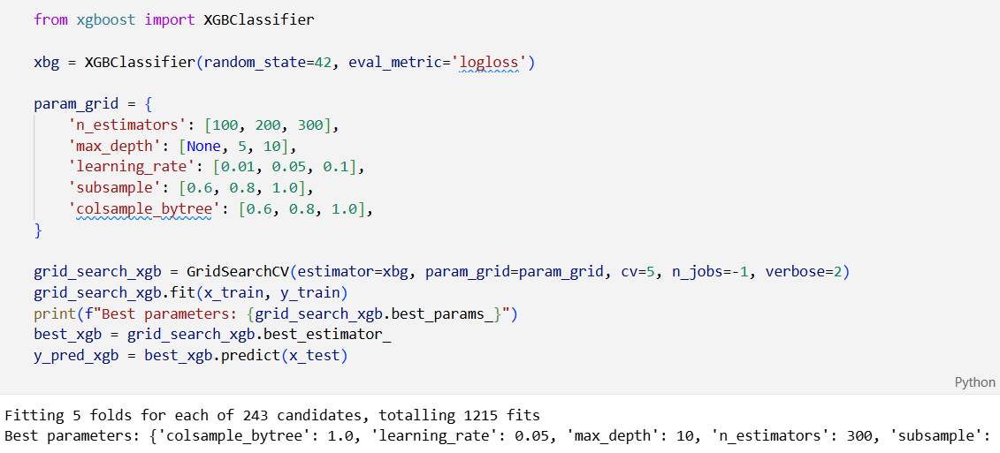 from xgboost import XGBClassifier
xbg = XGBClassifier(random_state=42, eval_metric='logloss')
param_grid = {
    'n_estimators': [100, 200, 300],
    'max_depth': [None, 5, 10],
    'learning_rate': [0.01, 0.05, 0.1],
    'subsample': [0.6, 0.8, 1.0],
    'colsample_bytree': [0.6, 0.8, 1.0],
}
grid_search_xgb = GridSearchCV(estimator=xbg, param_grid=param_grid, cv=5, n_jobs=-1, verbose=2)
grid_search_xgb.fit(x_train, y_train)
print(f"Best parameters: {grid_search_xgb.best_params_}")
best_xgb = grid_search_xgb.best_estimator_
y_pred_xgb = best_xgb.predict(x_test)
Python
Fitting 5 folds for each of 243 candidates, totalling 1215 fits
Best parameters: {'colsample_bytree': 1.0, 'learning_rate': 0.05, 'max_depth': 10, 'n_estimators': 300, 'subsample':